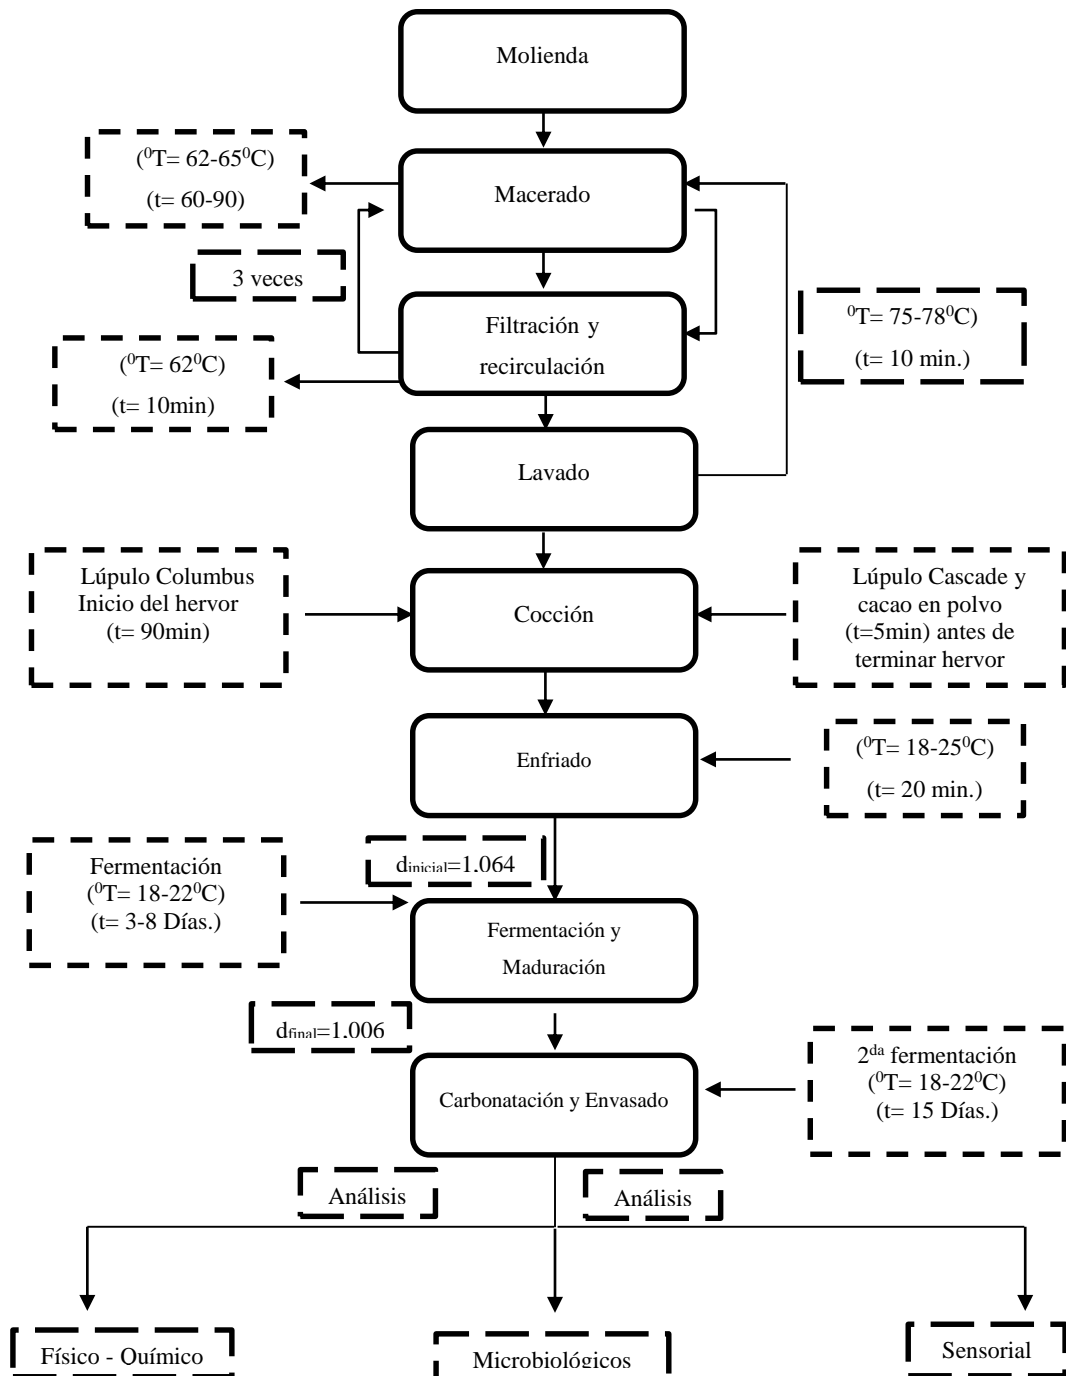 Molienda
(⁰T= 62-65⁰C)
(t= 60-90)
Macerado
3 veces
Filtración y
recirculación
⁰T= 75-78⁰C)
(t= 10 min.)
(⁰T= 62⁰C)
(t= 10min)
Lavado
Lúpulo Columbus
Inicio del hervor
(t= 90min)
Cocción
Lúpulo Cascade y
cacao en polvo
(t=5min) antes de
terminar hervor
Enfriado
(⁰T= 18-25⁰C)
(t= 20 min.)
dinicial=1.064
Fermentación
(⁰T= 18-22⁰C)
(t= 3-8 Días.)
Fermentación y
Maduración
dfinal=1.006
Carbonatación y Envasado
2da fermentación
(⁰T= 18-22⁰C)
(t= 15 Días.)
Análisis
Análisis
Físico - Químico
Microbiológicos
Sensorial